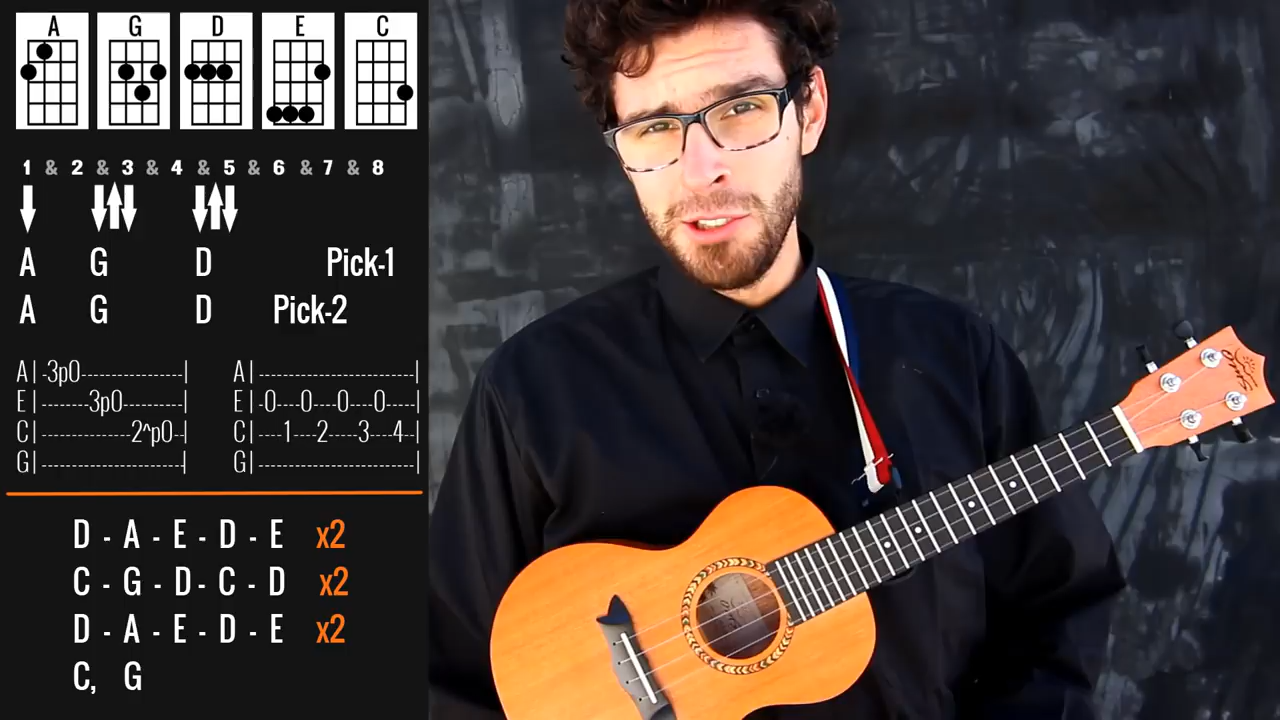 A G D E C
1 & 2 & 3 & 4 & 5 & 6 & 7 & 8
A G D Pick-1
A G D Pick-2
A|-3p0-----------------|
E|-------3p0-----------|
C|--------------2^p0--|
G|----------------------|
A|------------------------|
E|-0----0----0----0----|
C|----1----2-----3---4--|
G|------------------------|
D - A - E - D - E x2
C - G - D - C - D x2
D - A - E - D - E x2
C, G